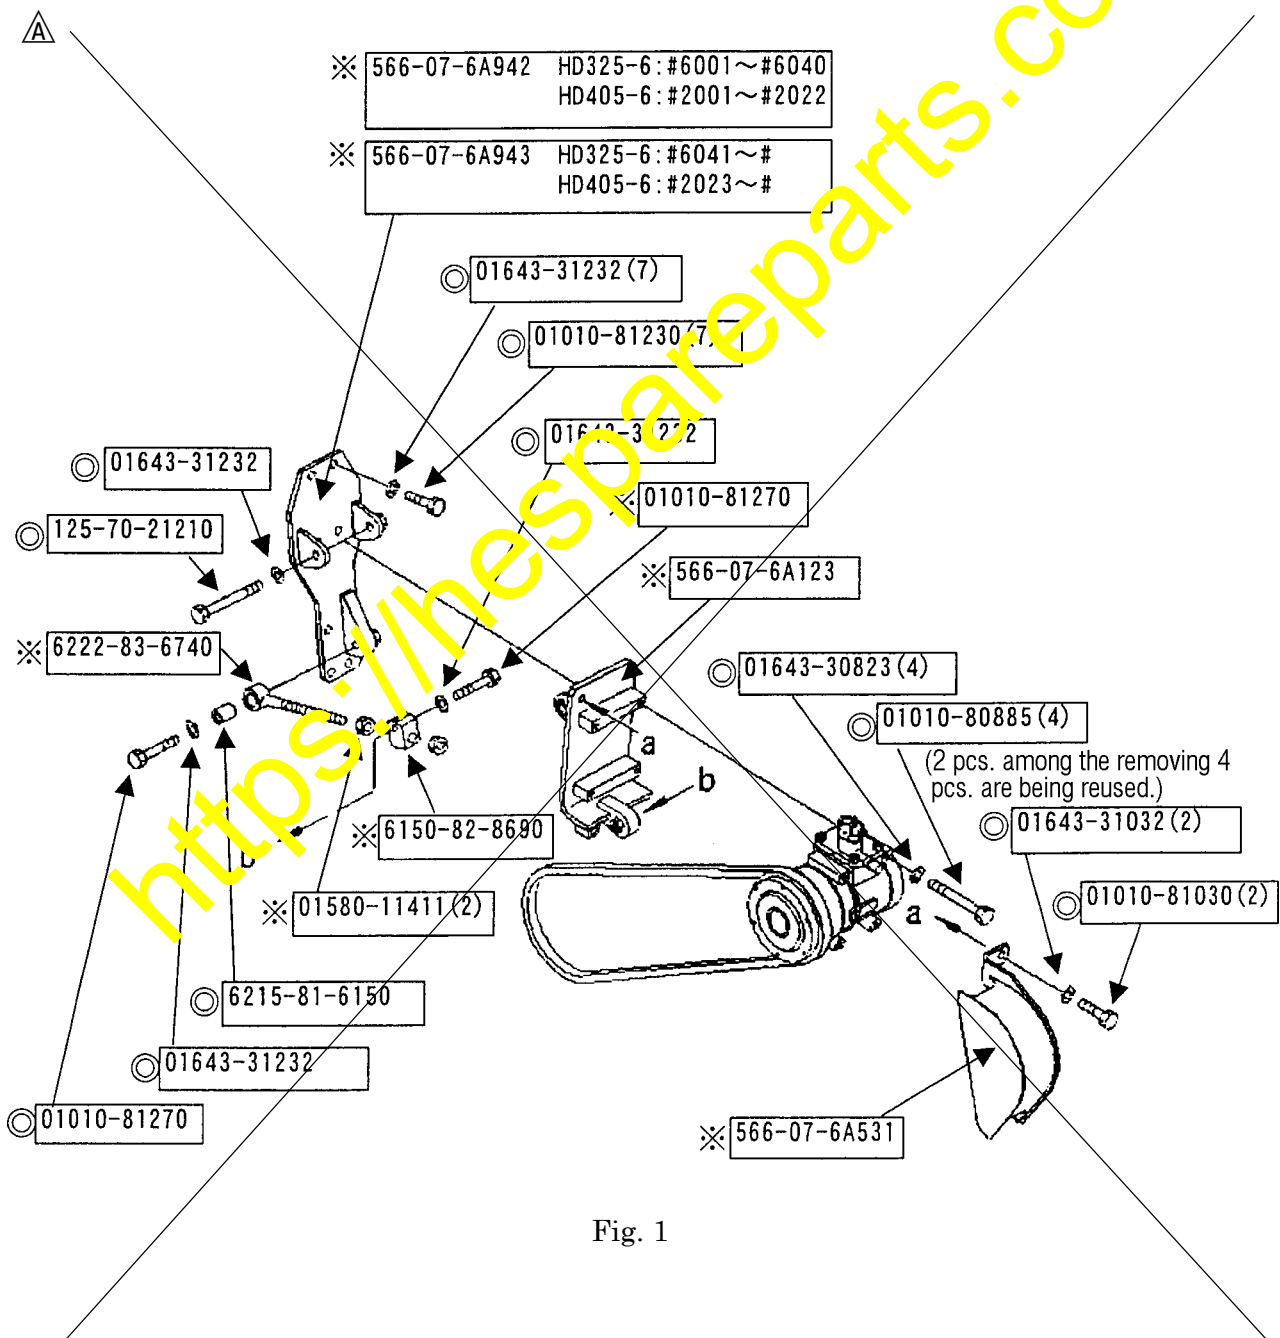 A
※ 566-07-6A942 HD325-6:#6001~#6040
HD405-6:#2001~#2022
※ 566-07-6A943 HD325-6:#6041~#
HD405-6:#2023~#
◎ 01643-31232(7)
◎ 01010-81230(7)
◎ 01643-31232
◎ 01643-31232
※ 01010-81270
◎ 125-70-21210
※ 566-07-6A123
※ 6222-83-6740
◎ 01643-30823(4)
◎ 01010-80885(4)
(2 pcs. among the removing 4
pcs. are being reused.)
a
b
◎ 01643-31032(2)
※ 6150-82-8690
b
◎ 01010-81030(2)
※ 01580-11411(2)
a
◎ 6215-81-6150
◎ 01643-31232
◎ 01010-81270
※ 566-07-6A531
Fig. 1
https://hespareparts.co